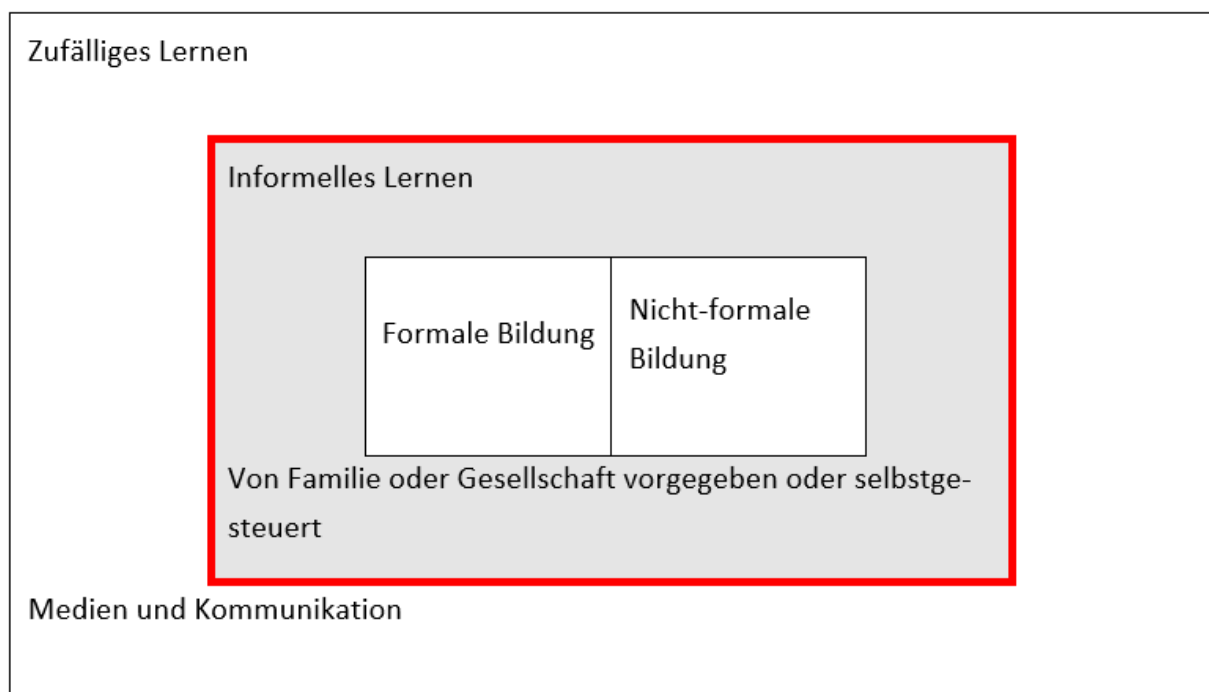 Zufälliges Lernen
Informelles Lernen
Formale Bildung
Nicht-formale
Bildung
Von Familie oder Gesellschaft vorgegeben oder selbstge-
steuert
Medien und Kommunikation